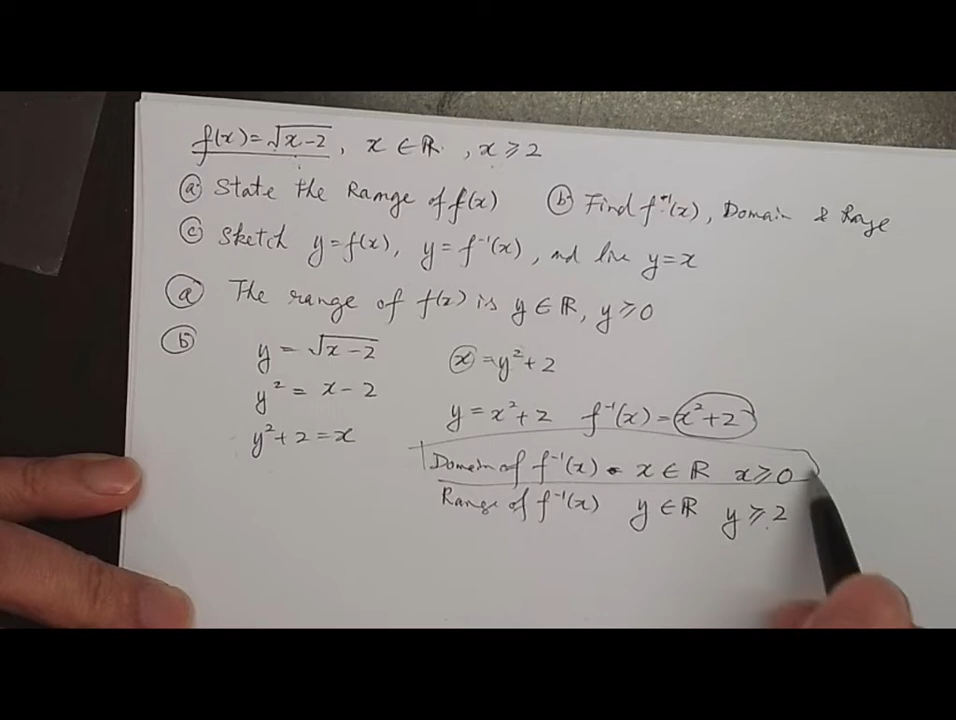 f(x) = √x-2, x ∈ ℝ, x ⩾ 2
ⓐ State the Range of f(x) ⓑ Find f⁻¹(x), Domain & Range
ⓒ Sketch y=f(x), y=f⁻¹(x), and line y=x
ⓐ The range of f(x) is y ∈ ℝ, y ⩾ 0
ⓑ y = √x-2
y² = x-2
y²+2 = x
x = y²+2
y = x²+2 f⁻¹(x) = x²+2
Domain of f⁻¹(x) x ∈ ℝ x ⩾ 0
Range of f⁻¹(x) y ∈ ℝ y ⩾ 2